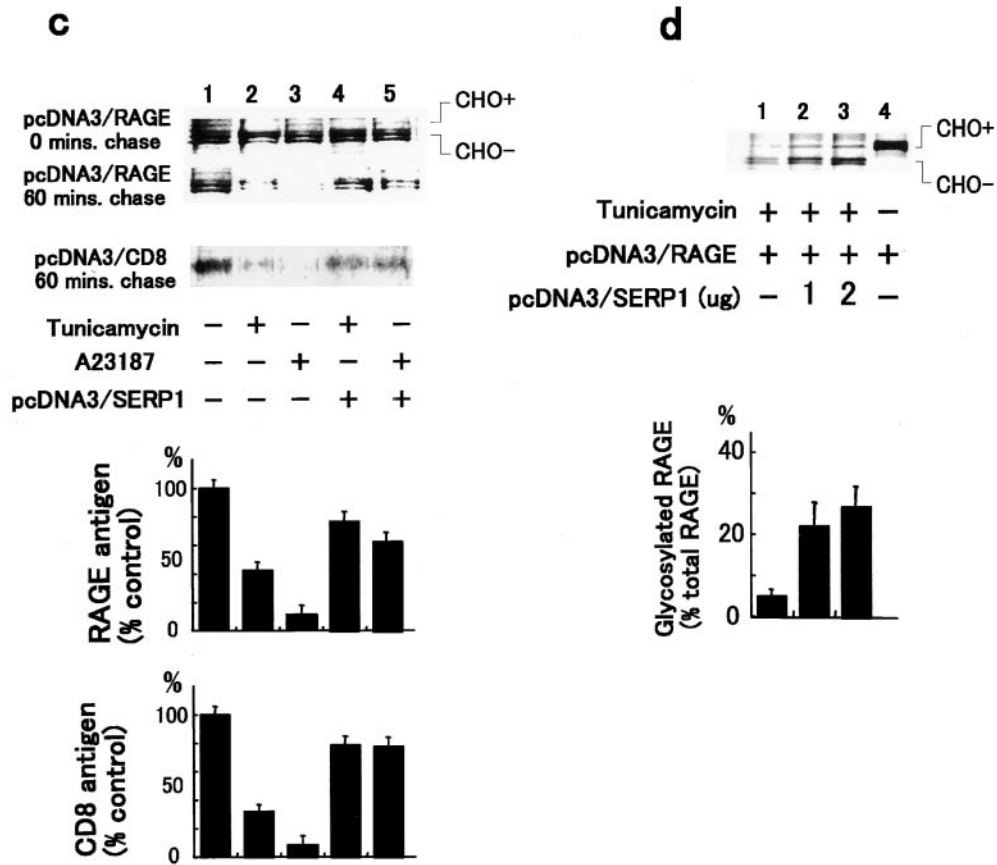 c
1 2 3 4 5
pcDNA3/RAGE
0 mins. chase
CHO+
CHO−
pcDNA3/RAGE
60 mins. chase
pcDNA3/CD8
60 mins. chase
Tunicamycin − + − + −
A23187 − − + − +
pcDNA3/SERP1 − − − + +
%
100
50
0
RAGE antigen
(% control)
%
100
50
0
CD8 antigen
(% control)
d
1 2 3 4
CHO+
CHO−
Tunicamycin + + + −
pcDNA3/RAGE + + + +
pcDNA3/SERP1 (ug) − 1 2 −
%
40
20
0
Glycosylated RAGE
(% total RAGE)